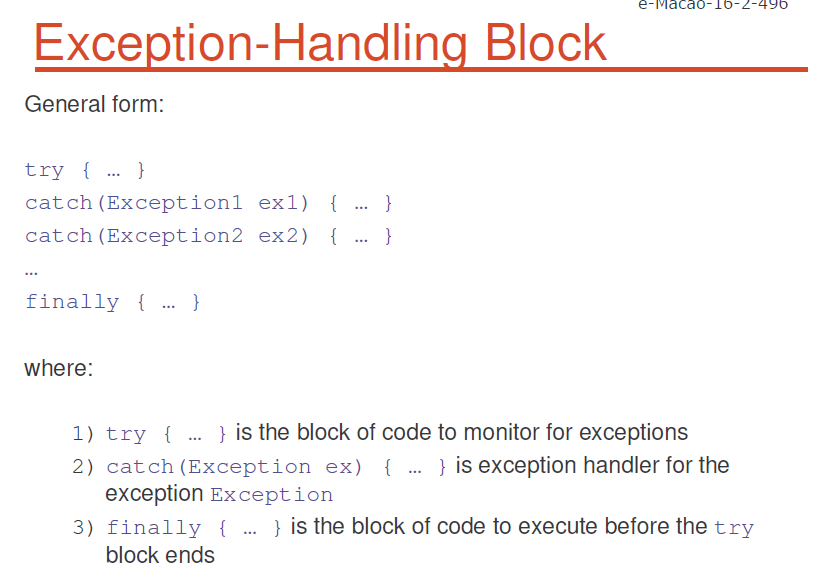 e-Macao-16-2-496
Exception-Handling Block
General form:
try { … }
catch(Exception1 ex1) { … }
catch(Exception2 ex2) { … }
…
finally { … }
where:
1) try { … } is the block of code to monitor for exceptions
2) catch(Exception ex) { … } is exception handler for the
exception Exception
3) finally { … } is the block of code to execute before the try
block ends